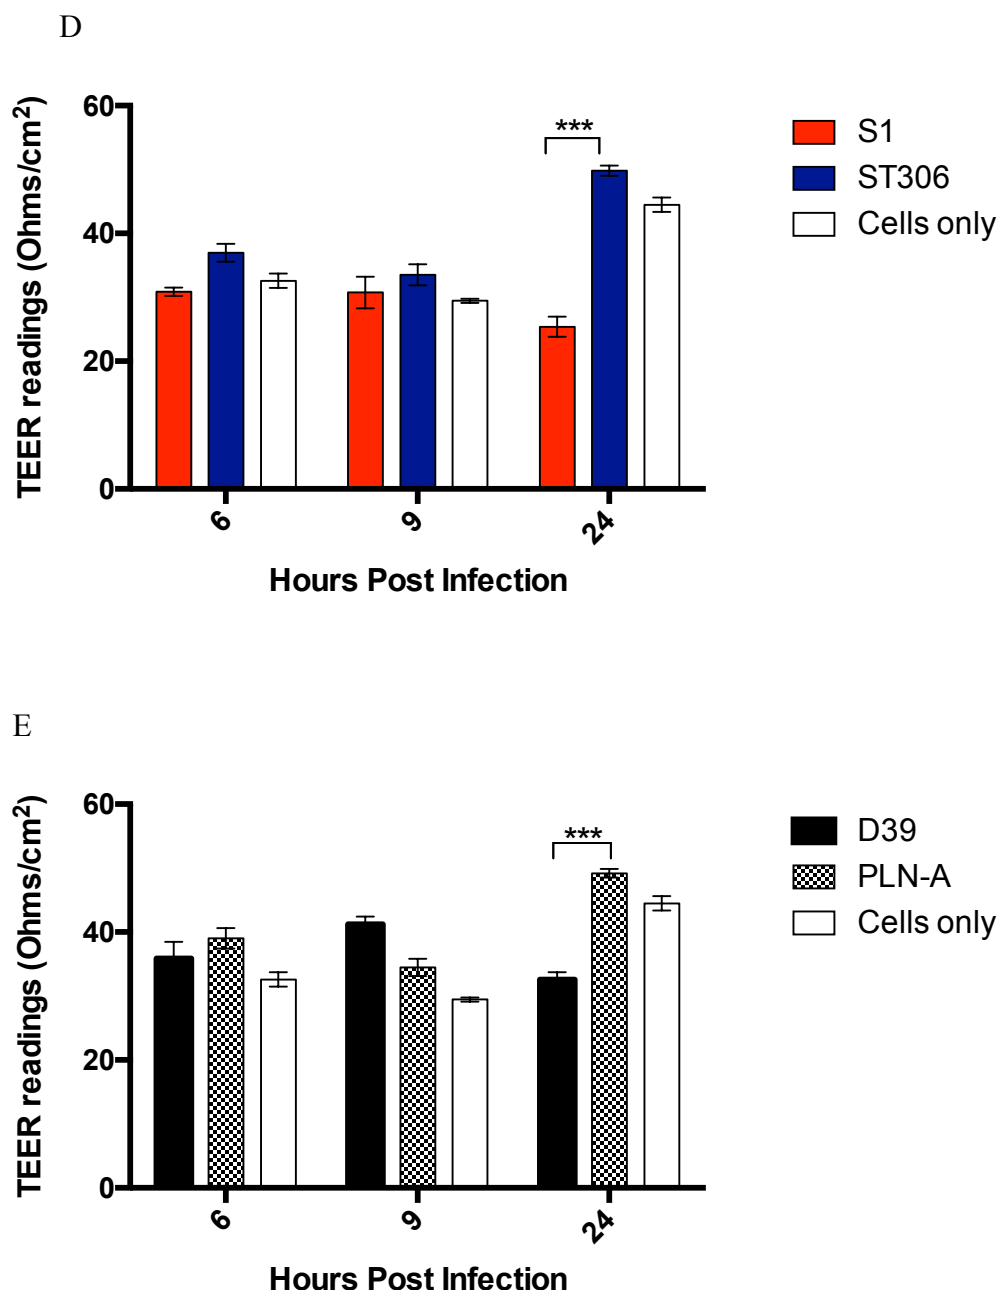 D
TEER readings (Ohms/cm²)
60
40
20
0
***
6
9
24
Hours Post Infection
S1
ST306
Cells only
E
TEER readings (Ohms/cm²)
60
40
20
0
***
6
9
24
Hours Post Infection
D39
PLN-A
Cells only